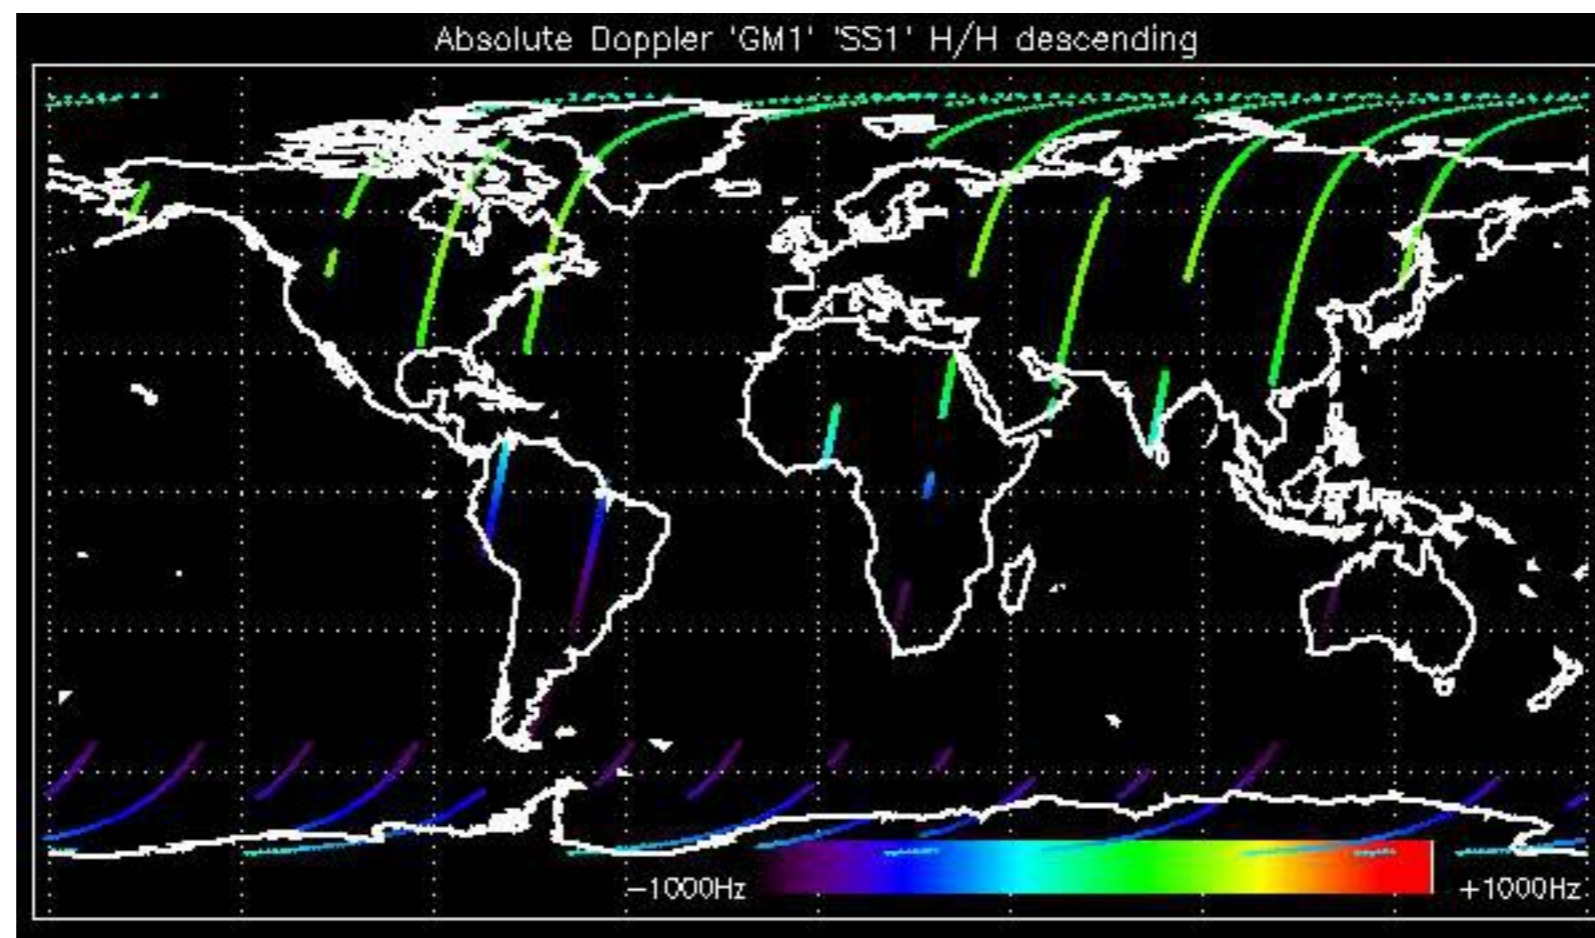 Absolute Doppler 'GM1' 'SS1' H/H descending
−1000Hz
+1000Hz